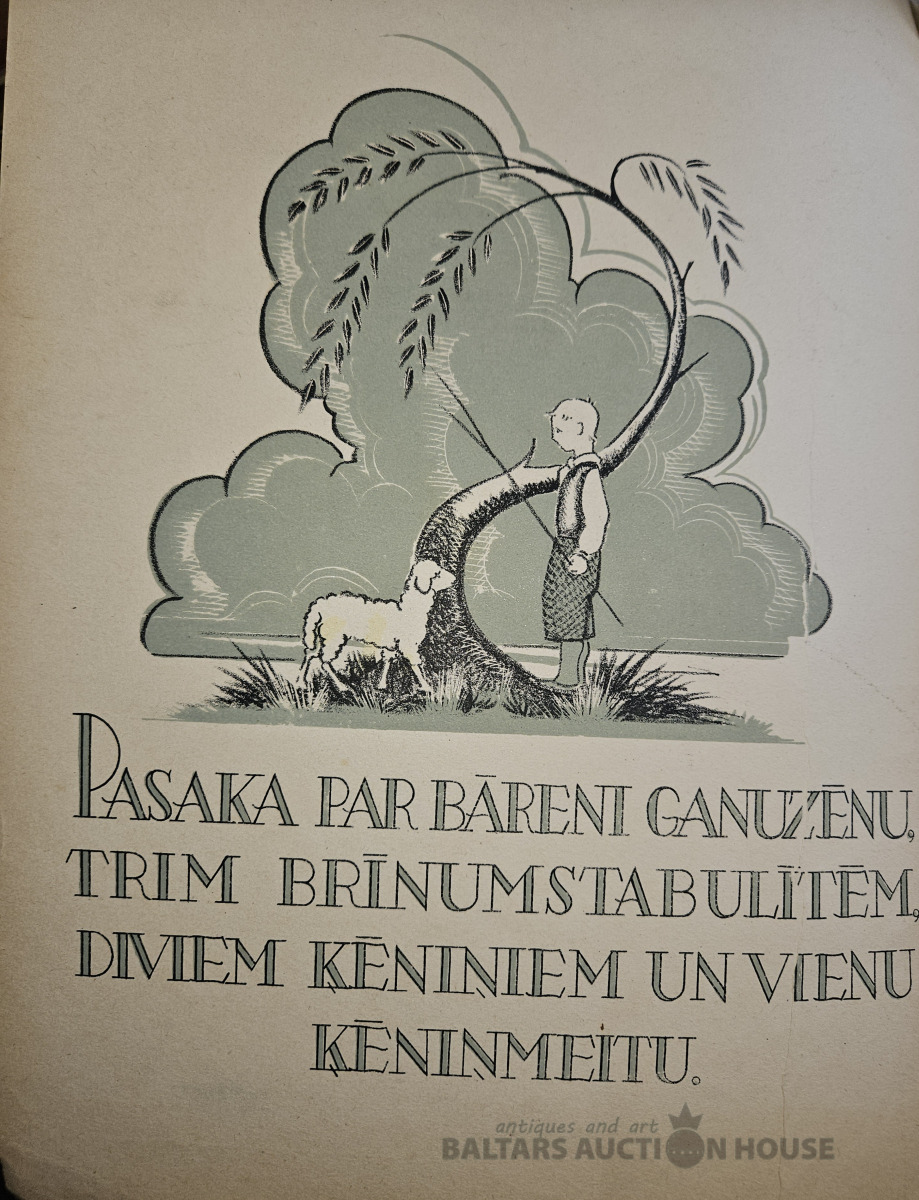 PASAKA PAR BĀRENI GANUZĒNU,
TRIM BRĪNUMSTABULĪTĒM,
DIVIEM ĶĒNIŅIEM UN VIENU
ĶĒNIŅMEITU.
antiques and art
BALTARS AUCTION HOUSE